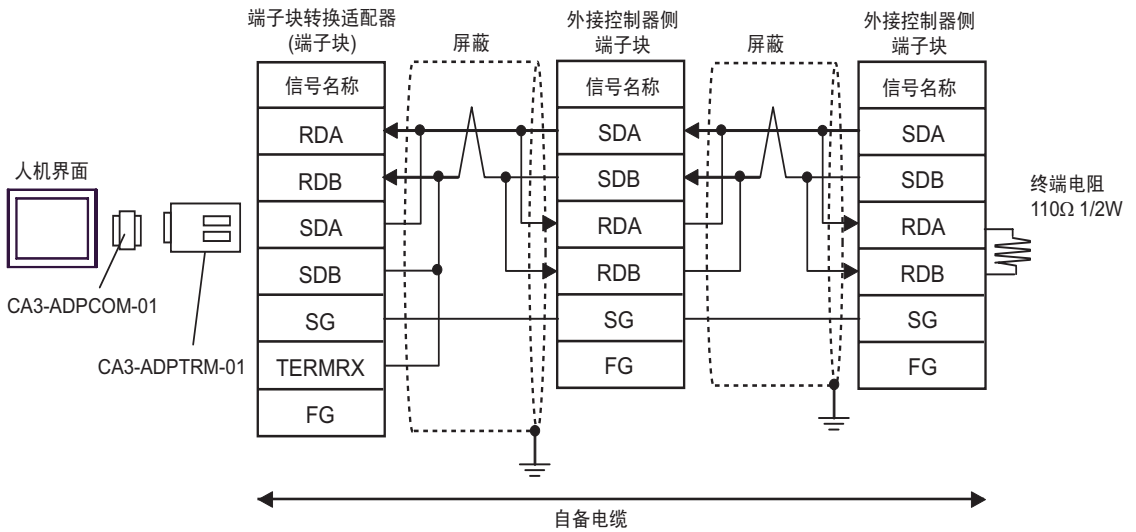 端子块转换适配器
(端子块)
屏蔽
外接控制器侧
端子块
屏蔽
外接控制器侧
端子块
信号名称
RDA
RDB
SDA
SDB
SG
TERMRX
FG
信号名称
SDA
SDB
RDA
RDB
SG
FG
信号名称
SDA
SDB
RDA
RDB
SG
FG
人机界面
CA3-ADPCOM-01
CA3-ADPTRM-01
终端电阻
110Ω 1/2W
自备电缆